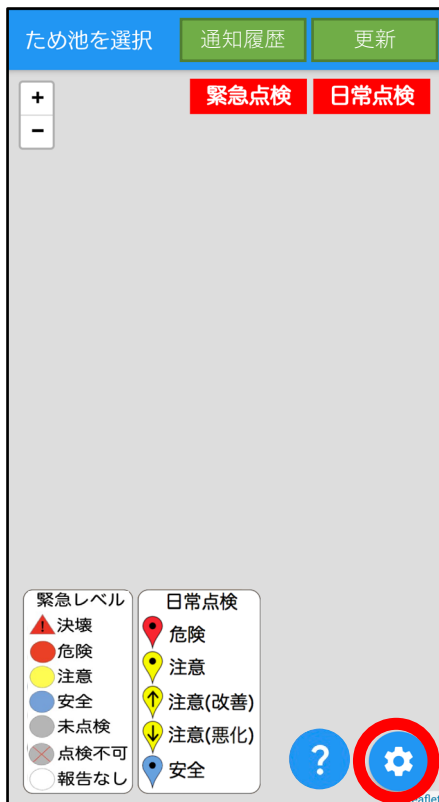 ため池を選択 通知履歴 更新
+
−
緊急点検 日常点検
緊急レベル
決壊
危険
注意
安全
未点検
点検不可
報告なし
日常点検
危険
注意
注意(改善)
注意(悪化)
安全
?